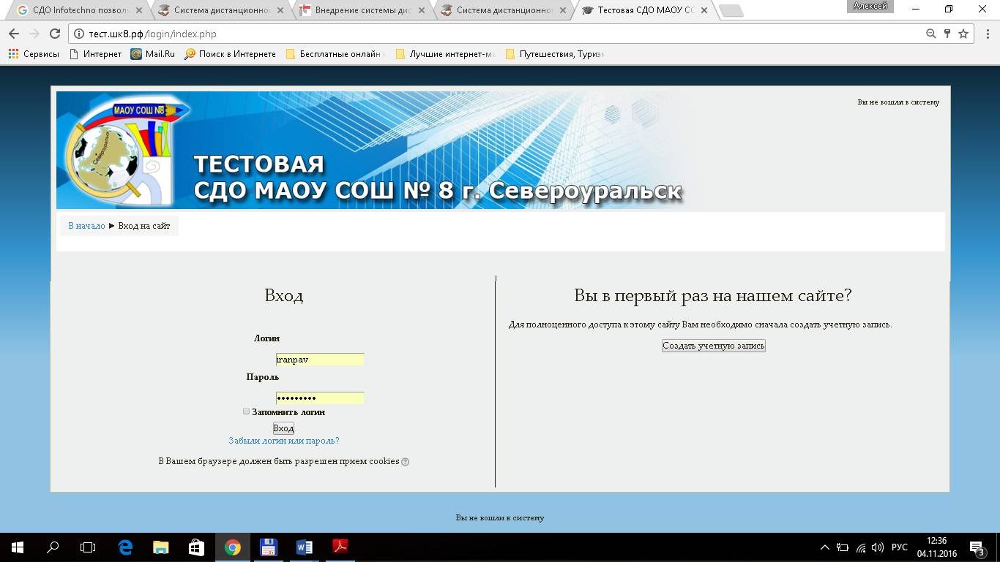 СДО Infotechno позволя
Система дистанционно
Внедрение системы дис
Система дистанционно
Тестовая СДО МАОУ СО
Алексей
тест.шк8.рф/login/index.php
Сервисы
Интернет
Mail.Ru
Поиск в Интернете
Бесплатные онлайн
Лучшие интернет-ма
Путешествия, Туризм
МАОУ СОШ №8
Североуральск
ТЕСТОВАЯ
СДО МАОУ СОШ № 8 г. Североуральск
Вы не вошли в систему
В начало ► Вход на сайт
Вход
Логин
iranpav
Пароль
•••••••••
Запомнить логин
Вход
Забыли логин или пароль?
В Вашем браузере должен быть разрешен прием cookies
Вы в первый раз на нашем сайте?
Для полноценного доступа к этому сайту Вам необходимо сначала создать учетную запись.
Создать учетную запись
Вы не вошли в систему
РУС
12:36
04.11.2016
3